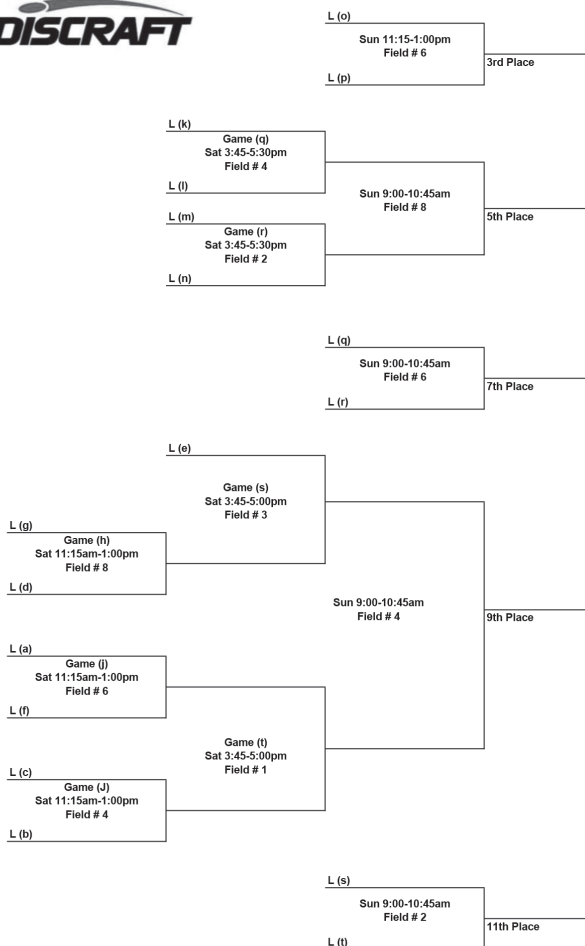 DISCRAFT
L (o)
Sun 11:15-1:00pm
Field # 6
3rd Place
L (p)
L (k)
Game (q)
Sat 3:45-5:30pm
Field # 4
L (l)
Sun 9:00-10:45am
Field # 8
L (m)
5th Place
Game (r)
Sat 3:45-5:30pm
Field # 2
L (n)
L (q)
Sun 9:00-10:45am
Field # 6
7th Place
L (r)
L (e)
Game (s)
Sat 3:45-5:00pm
Field # 3
L (g)
Game (h)
Sat 11:15am-1:00pm
Field # 8
L (d)
Sun 9:00-10:45am
Field # 4
9th Place
L (a)
Game (j)
Sat 11:15am-1:00pm
Field # 6
L (f)
Game (t)
Sat 3:45-5:00pm
Field # 1
L (c)
Game (J)
Sat 11:15am-1:00pm
Field # 4
L (b)
L (s)
Sun 9:00-10:45am
Field # 2
11th Place
L (t)